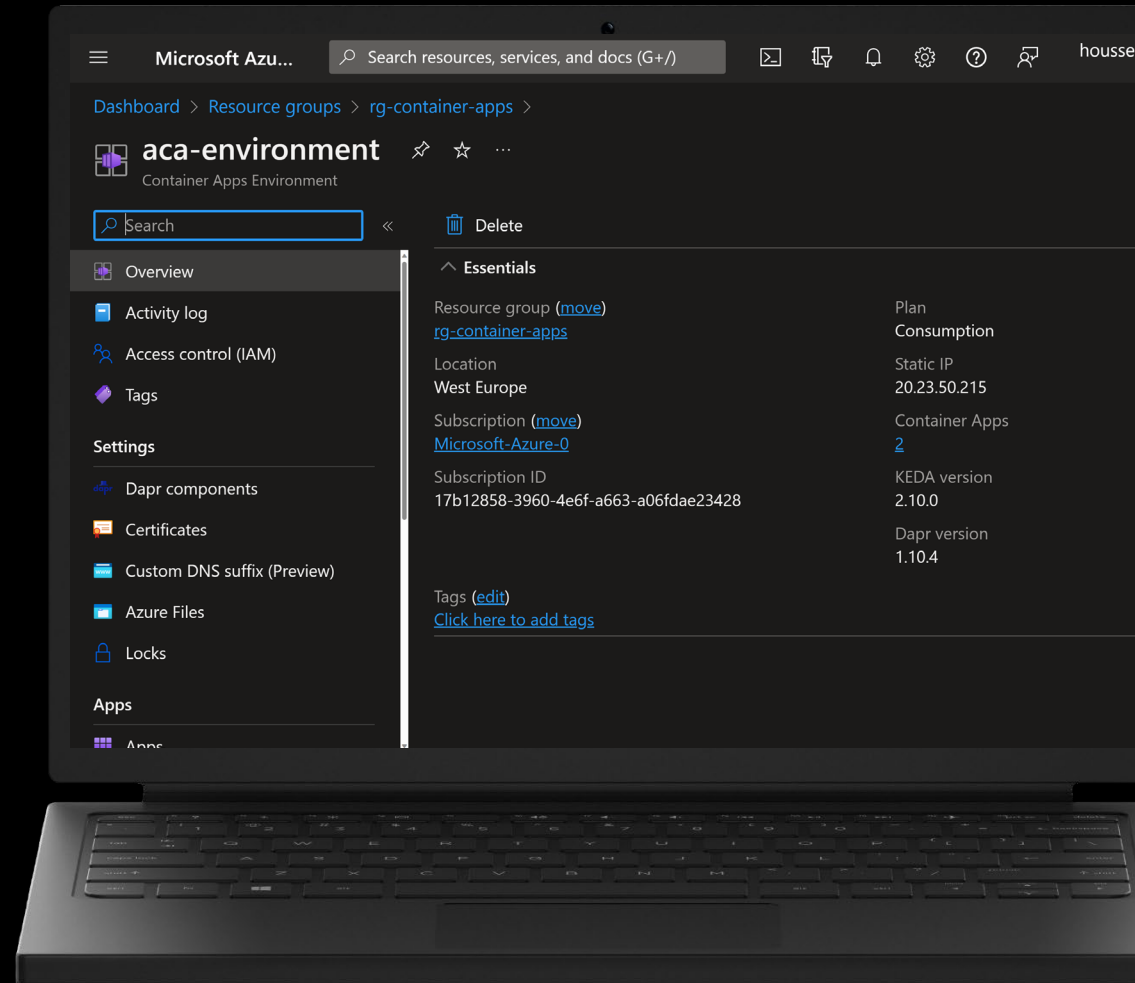 Microsoft Azu...
Search resources, services, and docs (G+/)
housse
Dashboard > Resource groups > rg-container-apps >
aca-environment
Container Apps Environment
Search
«
Delete
Overview
Activity log
Access control (IAM)
Tags
Settings
Dapr components
Certificates
Custom DNS suffix (Preview)
Azure Files
Locks
Apps
Apps
Essentials
Resource group (move)
rg-container-apps
Location
West Europe
Subscription (move)
Microsoft-Azure-0
Subscription ID
17b12858-3960-4e6f-a663-a06fdae23428
Plan
Consumption
Static IP
20.23.50.215
Container Apps
2
KEDA version
2.10.0
Dapr version
1.10.4
Tags (edit)
Click here to add tags